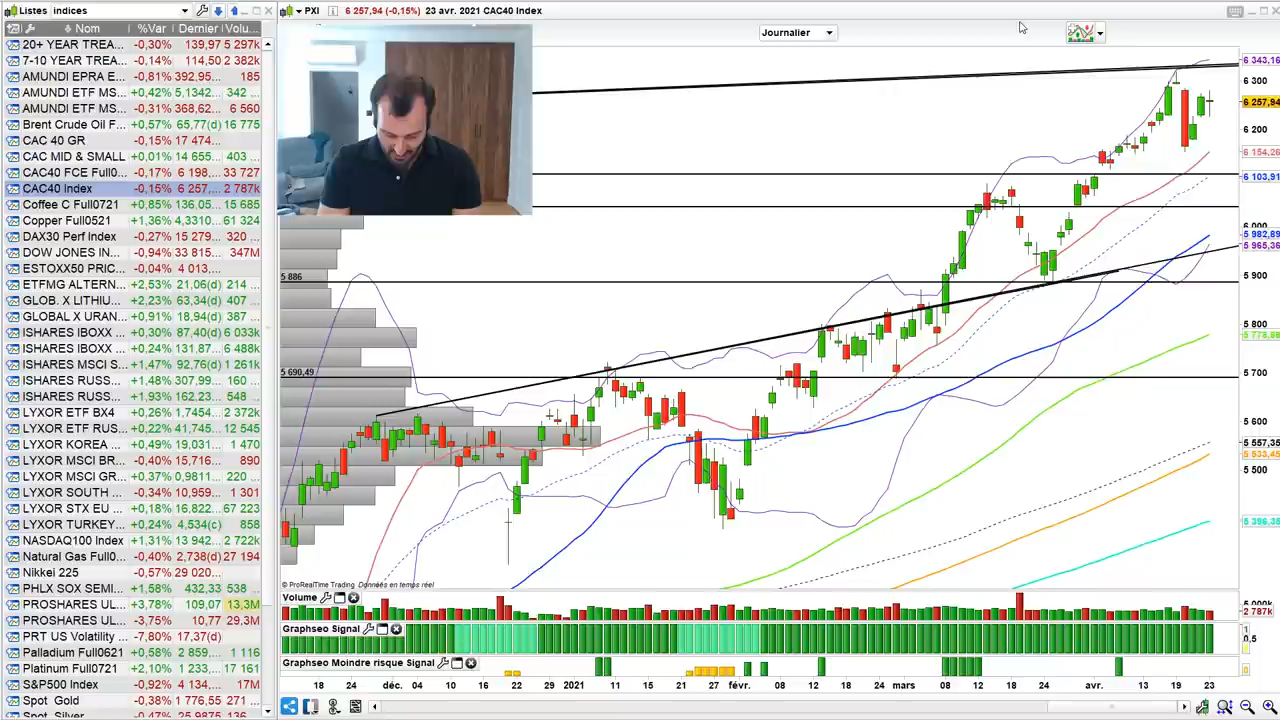 Listes indices
PXI 6 257,94 (-0,15%) 23 avr. 2021 CAC40 Index
Nom %Var Dernier Volu...
Journalier
20+ YEAR TREA... -0,30% 139,97 5 297k
7-10 YEAR TREA... -0,14% 114,50 2 382k
AMUNDI EPRA E... -0,81% 392,95... 185
AMUNDI ETF MS... +0,42% 5,1342... 342 ...
AMUNDI ETF MS... -0,31% 368,62... 6 560
Brent Crude Oil F... +0,57% 65,77(d) 16 775
CAC 40 GR -0,15% 17 474...
CAC MID & SMALL +0,01% 14 655... 403 ...
CAC40 FCE Full0... -0,17% 6 198,... 33 727
CAC40 Index -0,15% 6 257,... 2 787k
Coffee C Full0721 +0,85% 136,05... 15 685
Copper Full0521 +1,36% 4,3310... 61 324
DAX30 Perf Index -0,27% 15 279... 320 ...
DOW JONES IN... -0,94% 33 815... 347M
ESTOXX50 PRIC... -0,04% 4 013,...
ETFMG ALTERN... +2,53% 21,06(d) 214 ...
GLOB. X LITHIU... +2,23% 63,34(d) 407 ...
GLOBAL X URAN... +0,91% 18,94(d) 387 ...
ISHARES IBOXX ... +0,30% 87,40(d) 6 033k
ISHARES IBOXX ... +0,24% 131,87... 6 488k
ISHARES MSCI S... +1,47% 92,76(d) 1 261k
ISHARES RUSS... +1,48% 307,99... 160 ...
ISHARES RUSS... +1,93% 162,23... 548 ...
LYXOR ETF BX4 +0,26% 1,7454... 2 372k
LYXOR ETF RUS... +0,22% 41,745... 12 545
LYXOR KOREA ... +0,49% 19,031... 1 470
LYXOR MSCI BR... -0,40% 15,716... 890
LYXOR MSCI GR... +0,37% 0,9811... 220 ...
LYXOR SOUTH ... -0,34% 10,959... 1 301
LYXOR STX EU ... +0,18% 16,822... 67 223
LYXOR TURKEY... +0,24% 4,534(c) 858
NASDAQ100 Index +1,31% 13 942... 2 722k
Natural Gas Full0... -0,40% 2,738(d) 27 194
Nikkei 225 -0,57% 29 020...
PHLX SOX SEMI... +1,58% 432,33 538 ...
PROSHARES UL... +3,78% 109,07 13,3M
PROSHARES UL... -3,75% 10,77 29,3M
PRT US Volatility ... -7,80% 17,37(d)
Palladium Full0621 +0,58% 2 859,... 1 116
Platinum Full0721 +2,10% 1 233,... 17 161
S&P500 Index -0,92% 4 134,... 17M
Spot Gold -0,38% 1 776,55 271 ...
Spot Silver -0,47% 25,9875 136
6 343,16
6 300
6 257,94
6 200
6 154,26
6 103,91
5 982,89
5 965,36
5 900
5 886
5 800
5 778,88
5 700
5 690,49
5 600
5 557,35
5 533,45
5 500
5 396,35
© ProRealTime Trading Données en temps réel
Volume
2 787k
Graphseo Signal
1
0,5
Graphseo Moindre risque Signal
0
18 24 déc. 04 10 16 22 29 2021 11 15 21 27 févr. 08 12 18 24 mars 08 12 18 24 avr. 13 19 23